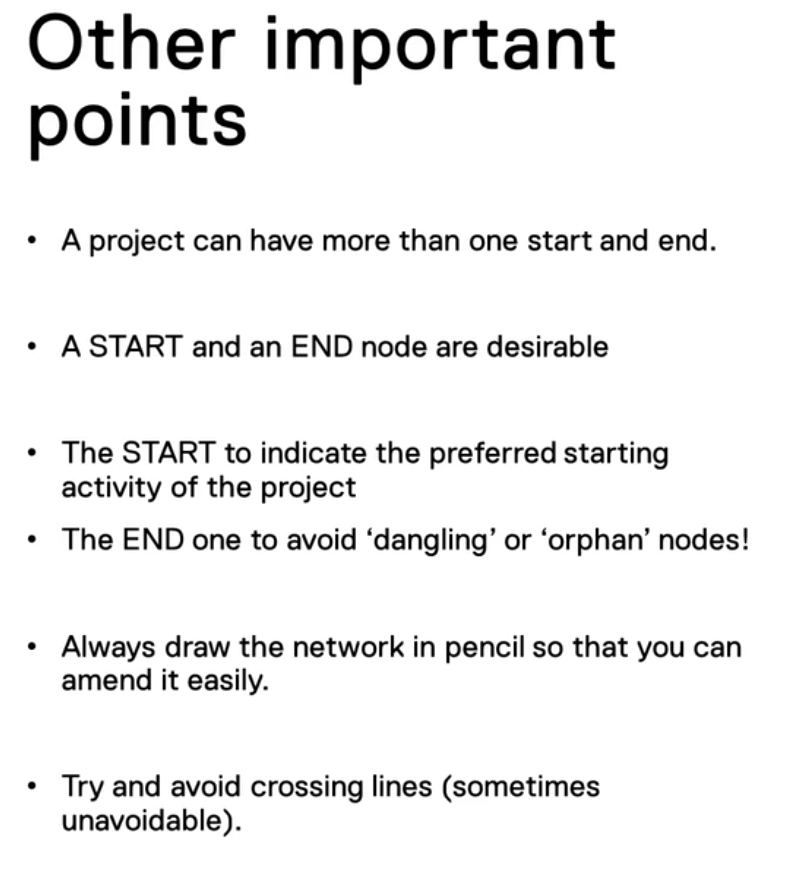 Other important
points
• A project can have more than one start and end.
• A START and an END node are desirable
• The START to indicate the preferred starting
activity of the project
• The END one to avoid ‘dangling’ or ‘orphan’ nodes!
• Always draw the network in pencil so that you can
amend it easily.
• Try and avoid crossing lines (sometimes
unavoidable).